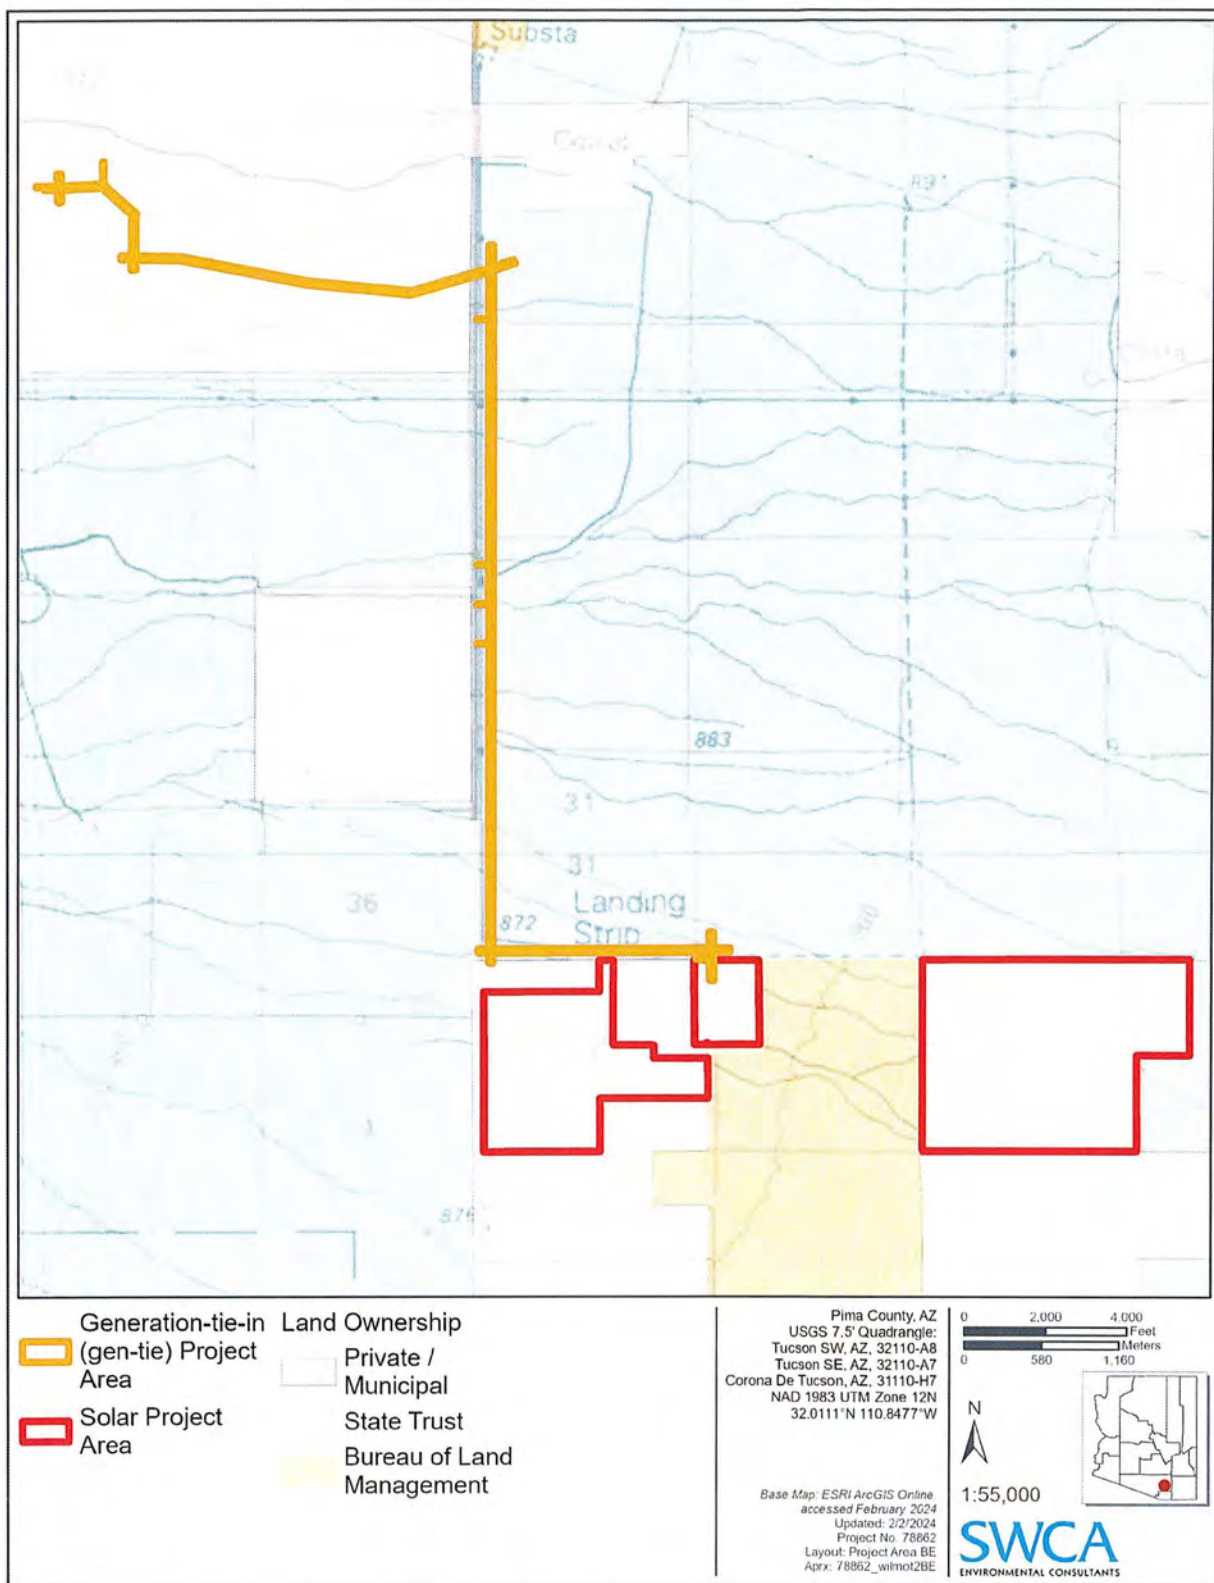 Substa
891
883
31
31
36
Landing
Strip
872
900
1
876
Generation-tie-in
(gen-tie) Project
Area
Solar Project
Area
Land Ownership
Private /
Municipal
State Trust
Bureau of Land
Management
Pima County, AZ
USGS 7.5' Quadrangle:
Tucson SW, AZ, 32110-A8
Tucson SE, AZ, 32110-A7
Corona De Tucson, AZ, 31110-H7
NAD 1983 UTM Zone 12N
32.0111°N 110.8477°W
Base Map: ESRI ArcGIS Online,
accessed February 2024
Updated: 2/2/2024
Project No. 78862
Layout: Project Area BE
Aprx: 78862_wilmot2BE
0 2,000 4,000
Feet
Meters
0 580 1,160
N
1:55,000
SWCA
ENVIRONMENTAL CONSULTANTS